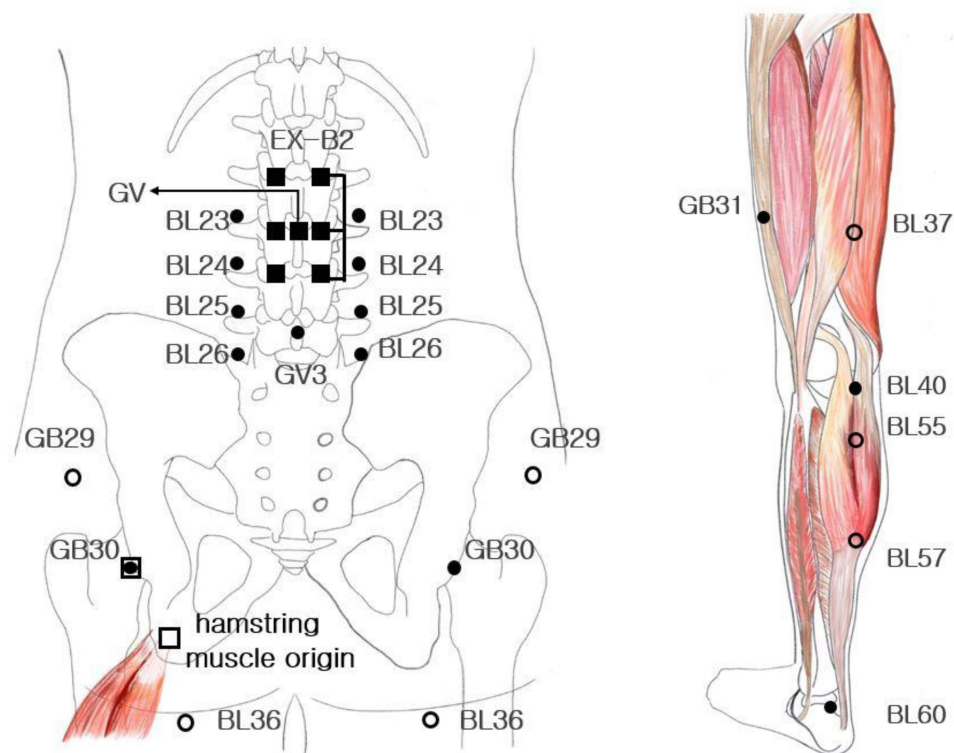 EX-B2
GV
BL23
BL23
BL24
BL24
BL25
BL25
BL26
BL26
GV3
GB29
GB29
GB30
GB30
hamstring
muscle origin
BL36
BL36
GB31
BL37
BL40
BL55
BL57
BL60